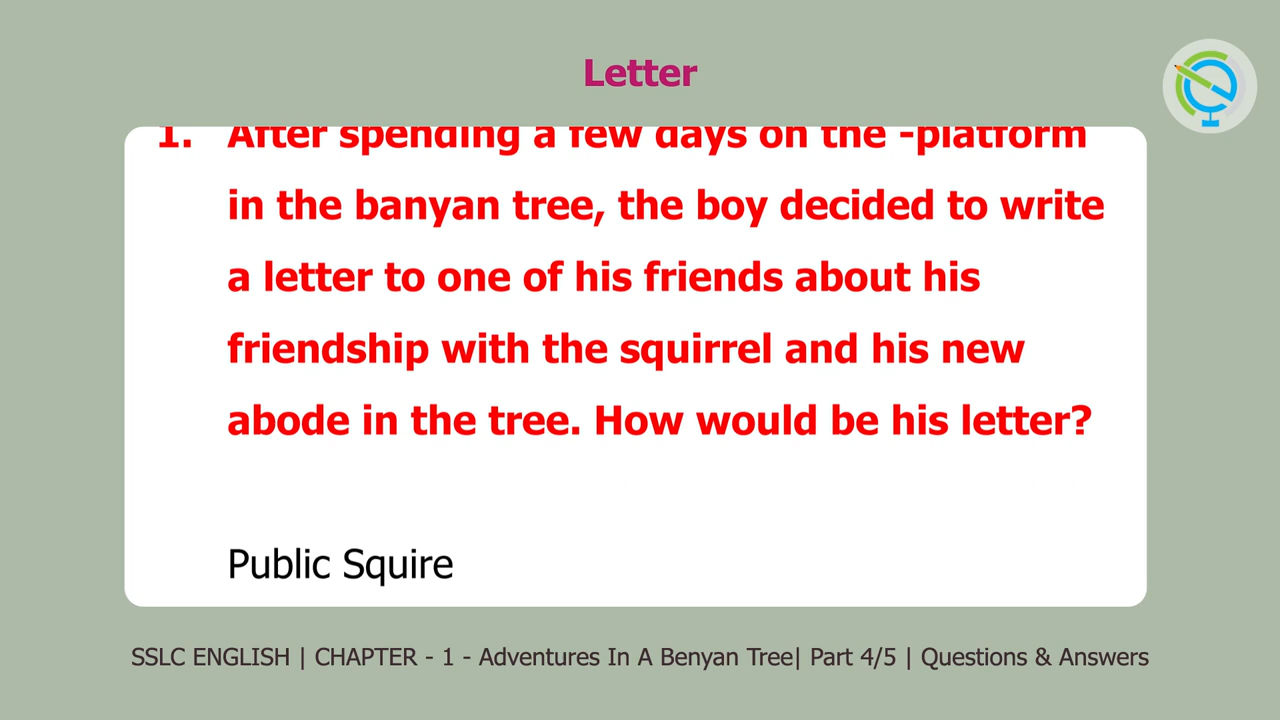 Letter
1. After spending a few days on the -platform
in the banyan tree, the boy decided to write
a letter to one of his friends about his
friendship with the squirrel and his new
abode in the tree. How would be his letter?
Public Squire
SSLC ENGLISH | CHAPTER - 1 - Adventures In A Benyan Tree| Part 4/5 | Questions & Answers